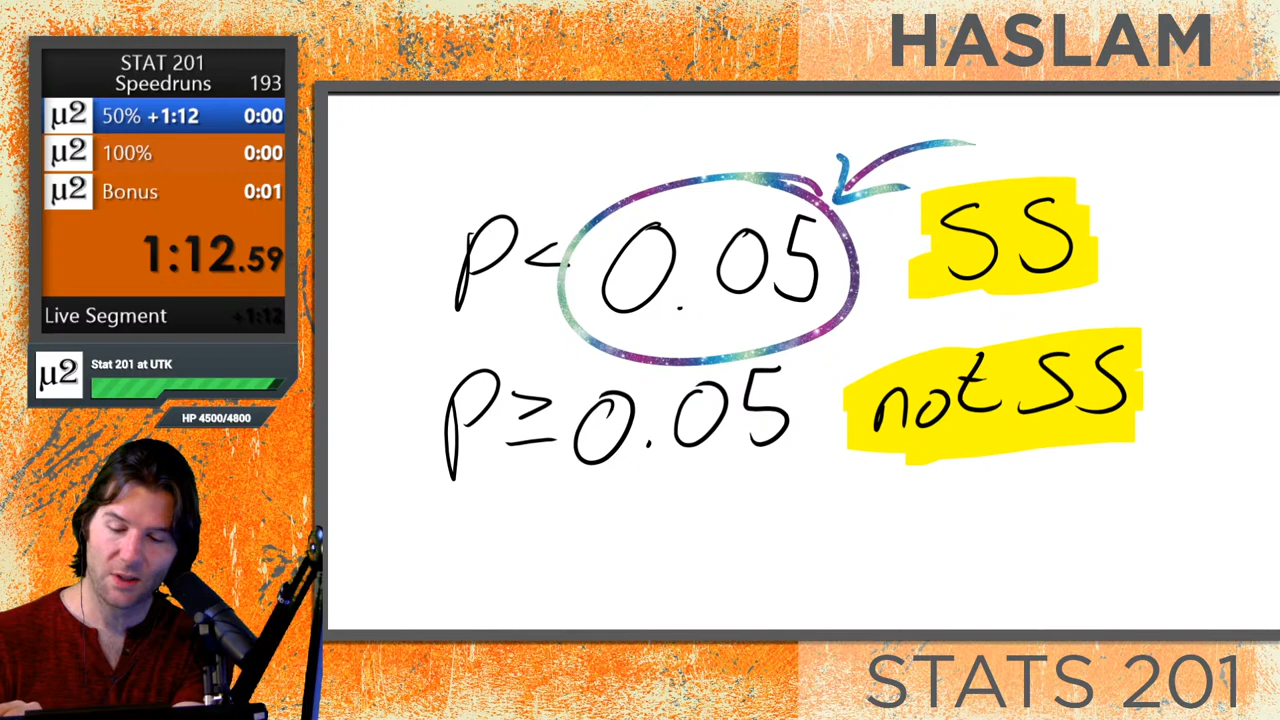 HASLAM
STAT 201
Speedruns 193
μ2 50% +1:12 0:00
μ2 100% 0:00
μ2 Bonus 0:01
1:12.59
Live Segment +1:12
μ2 Stat 201 at UTK
HP 4500/4800
P < 0.05 SS
P ≥ 0.05 not SS
STATS 201